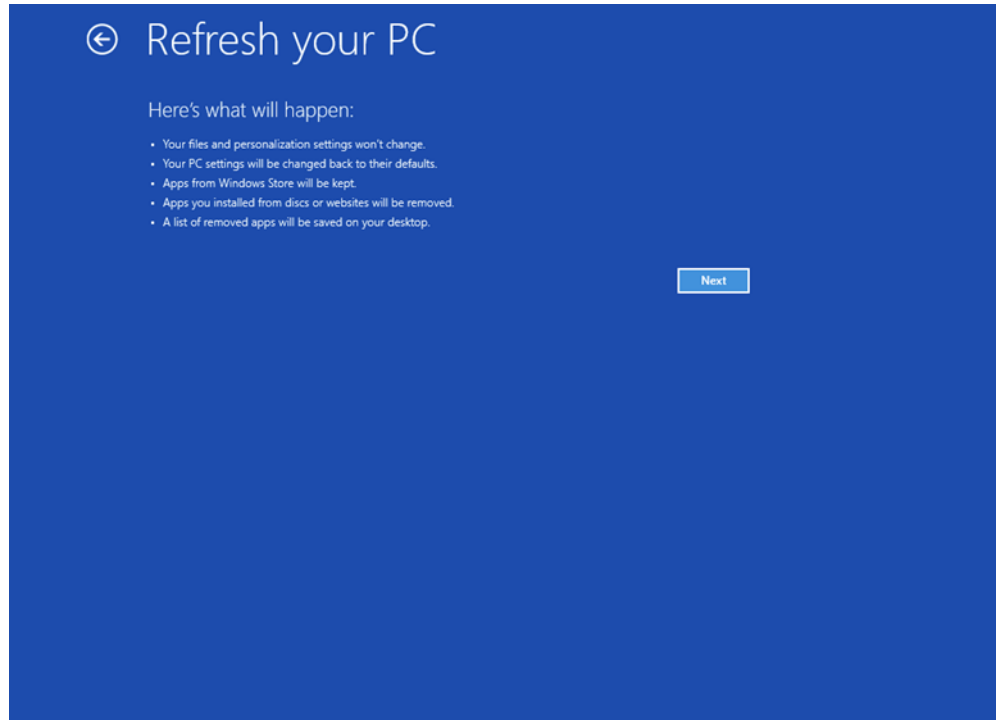 Refresh your PC
Here's what will happen:
• Your files and personalization settings won't change.
• Your PC settings will be changed back to their defaults.
• Apps from Windows Store will be kept.
• Apps you installed from discs or websites will be removed.
• A list of removed apps will be saved on your desktop.
Next